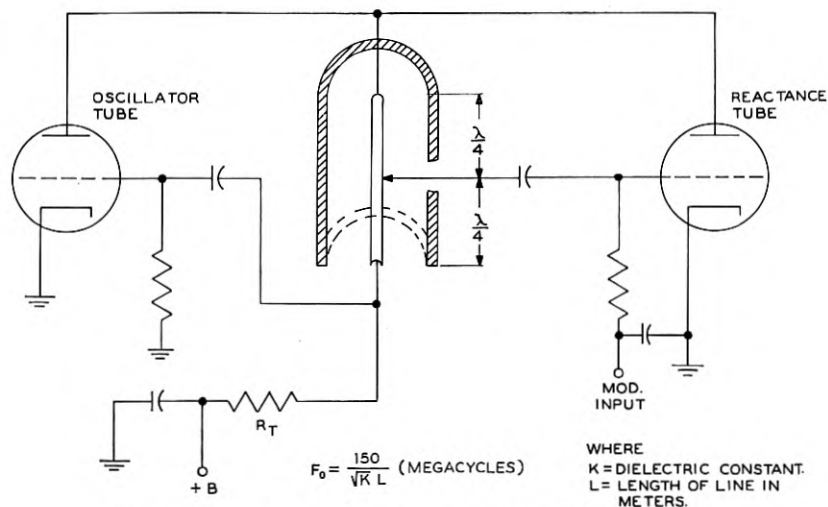 OSCILLATOR
TUBE
REACTANCE
TUBE
λ/4
λ/4
MOD.
INPUT
R_T
+ B
F₀ = 150/(√K L) (MEGACYCLES)
WHERE
K = DIELECTRIC CONSTANT.
L = LENGTH OF LINE IN
METERS.